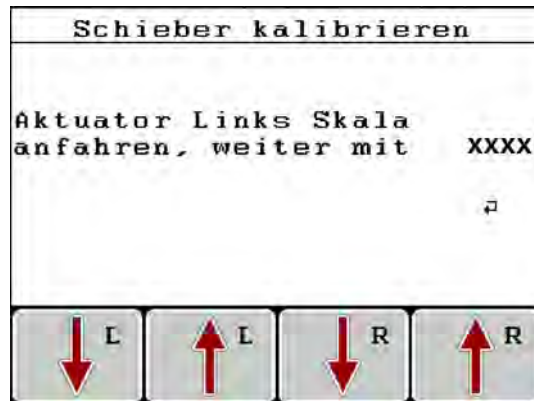 Schieber kalibrieren
Aktuator Links Skala
anfahren, weiter mit XXXX
L L R R